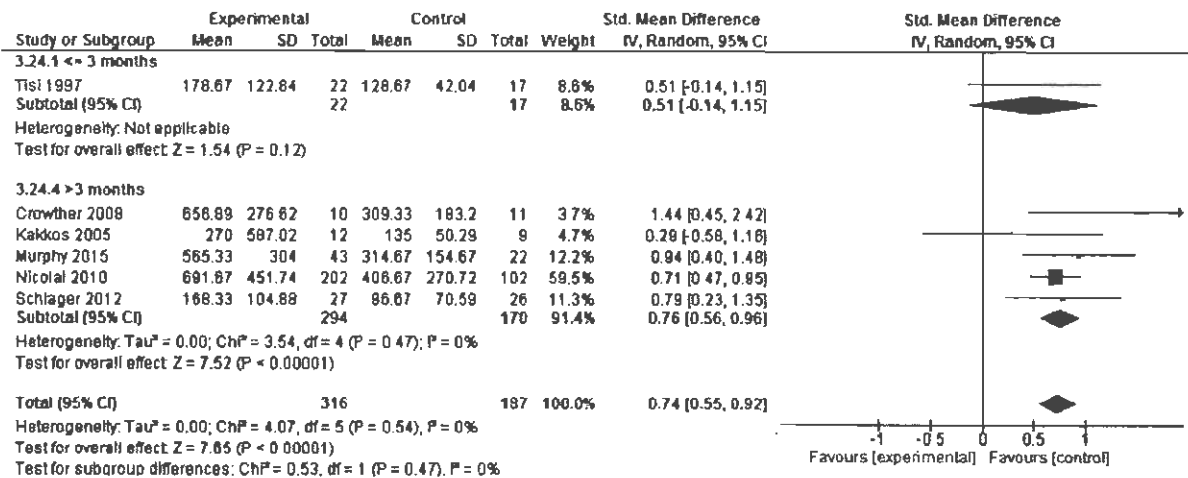 Experimental Control Std. Mean Difference Std. Mean Difference
Study or Subgroup Mean SD Total Mean SD Total Weight IV, Random, 95% CI IV, Random, 95% CI
3.24.1 <= 3 months
Tisi 1997 178.67 122.84 22 128.67 42.04 17 8.6% 0.51 [-0.14, 1.15]
Subtotal (95% CI) 22 17 8.6% 0.51 [-0.14, 1.15]
Heterogeneity: Not applicable
Test for overall effect: Z = 1.54 (P = 0.12)
3.24.4 >3 months
Crowther 2008 656.89 276.62 10 309.33 183.2 11 3.7% 1.44 [0.45, 2.42]
Kakkos 2005 270 587.02 12 135 50.29 9 4.7% 0.29 [-0.58, 1.16]
Murphy 2015 565.33 304 43 314.67 154.67 22 12.2% 0.94 [0.40, 1.48]
Nicolai 2010 691.67 451.74 202 406.67 270.72 102 59.5% 0.71 [0.47, 0.95]
Schlager 2012 168.33 104.88 27 96.67 70.59 26 11.3% 0.79 [0.23, 1.35]
Subtotal (95% CI) 294 170 91.4% 0.76 [0.56, 0.96]
Heterogeneity: Tau² = 0.00; Chi² = 3.54, df = 4 (P = 0.47); I² = 0%
Test for overall effect: Z = 7.52 (P < 0.00001)
Total (95% CI) 316 187 100.0% 0.74 [0.55, 0.92]
Heterogeneity: Tau² = 0.00; Chi² = 4.07, df = 5 (P = 0.54); I² = 0%
Test for overall effect: Z = 7.65 (P < 0.00001)
Test for subgroup differences: Chi² = 0.53, df = 1 (P = 0.47), I² = 0%
-1 -0.5 0 0.5 1
Favours [experimental] Favours [control]